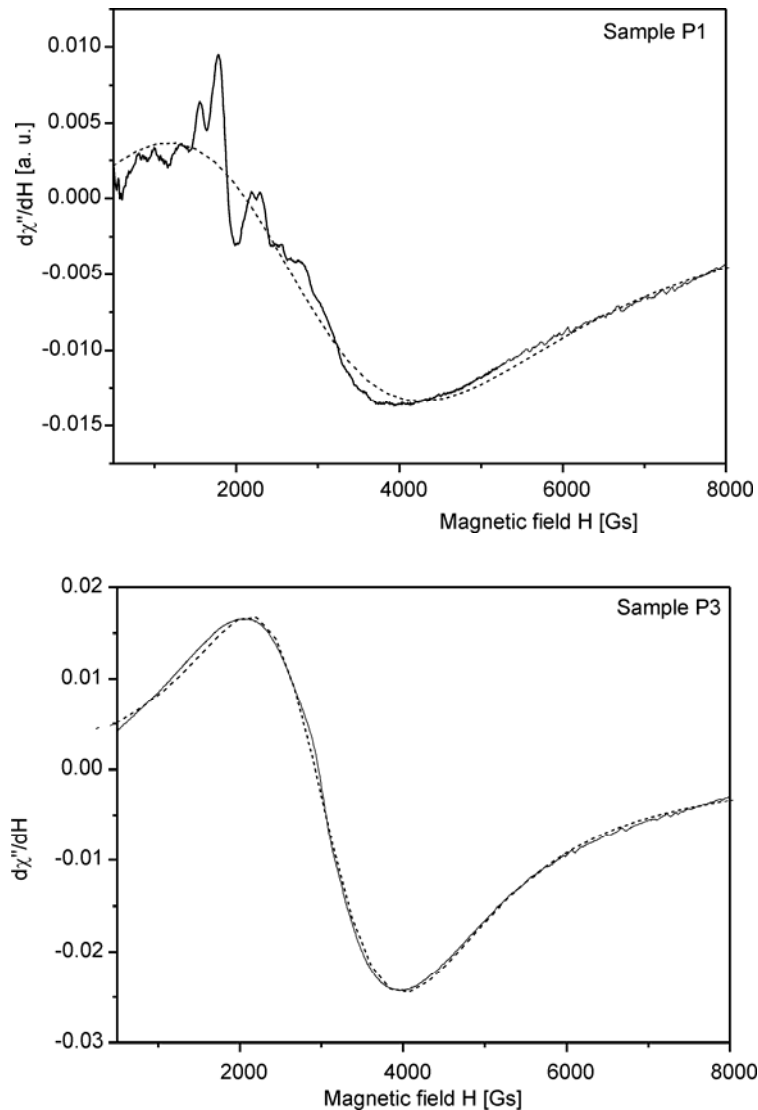 Sample P1
dχ"/dH [a. u.]
0.010
0.005
0.000
-0.005
-0.010
-0.015
2000 4000 6000 8000
Magnetic field H [Gs]
Sample P3
dχ"/dH
0.02
0.01
0.00
-0.01
-0.02
-0.03
2000 4000 6000 8000
Magnetic field H [Gs]